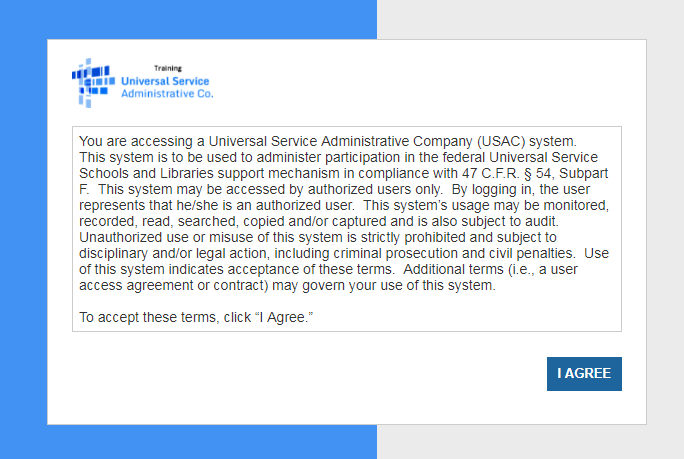 Training
Universal Service
Administrative Co.
You are accessing a Universal Service Administrative Company (USAC) system.
This system is to be used to administer participation in the federal Universal Service
Schools and Libraries support mechanism in compliance with 47 C.F.R. § 54, Subpart
F.  This system may be accessed by authorized users only.  By logging in, the user
represents that he/she is an authorized user.  This system’s usage may be monitored,
recorded, read, searched, copied and/or captured and is also subject to audit.
Unauthorized use or misuse of this system is strictly prohibited and subject to
disciplinary and/or legal action, including criminal prosecution and civil penalties.  Use
of this system indicates acceptance of these terms.  Additional terms (i.e., a user
access agreement or contract) may govern your use of this system.
To accept these terms, click “I Agree.”
I AGREE